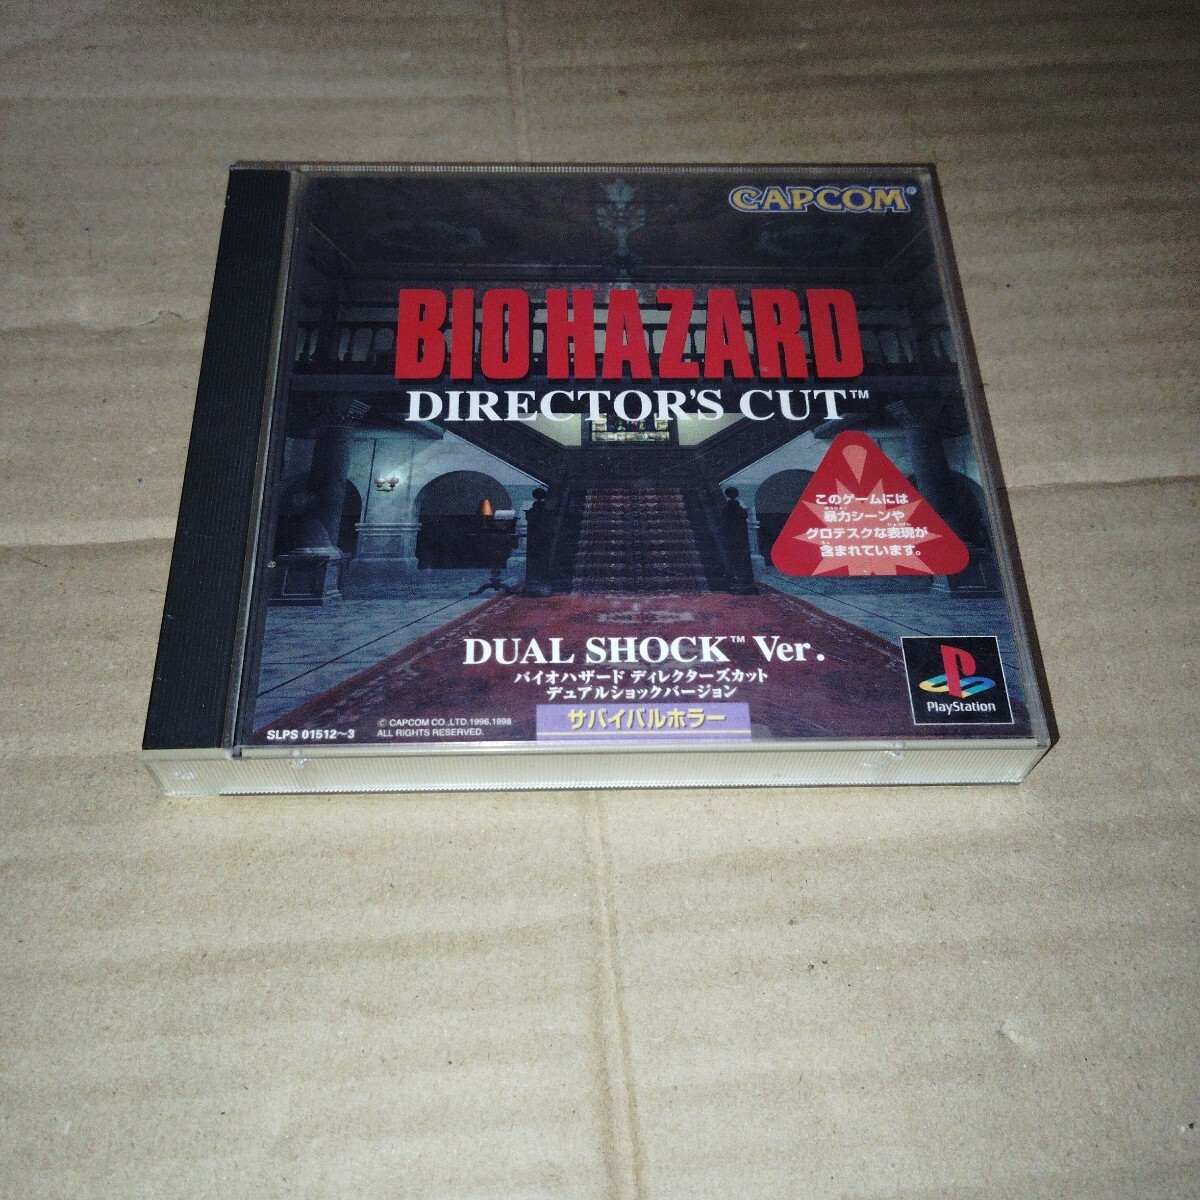 CAPCOM®
BIOHAZARD
DIRECTOR'S CUT™
このゲームには
暴力シーンや
グロテスクな表現が
含まれています。
DUAL SHOCK™ Ver.
バイオハザード ディレクターズカット
デュアルショックバージョン
サバイバルホラー
SLPS 01512~3
© CAPCOM CO.,LTD.1996,1998
ALL RIGHTS RESERVED.
PlayStation